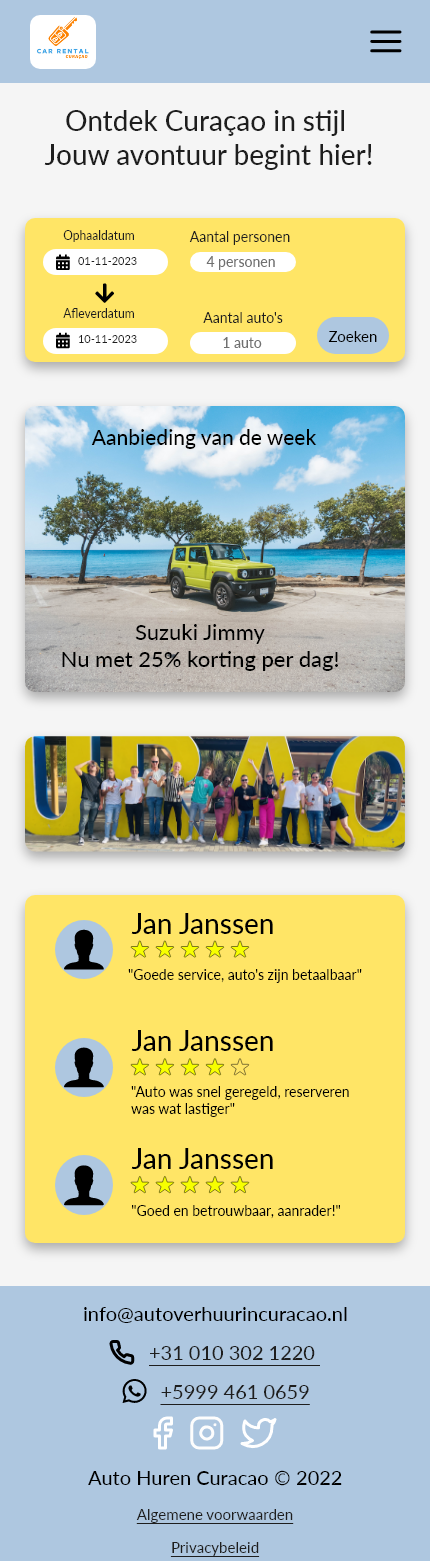 CAR RENTAL
CURAÇAO
Ontdek Curaçao in stijl
Jouw avontuur begint hier!
Ophaaldatum
01-11-2023
Afleverdatum
10-11-2023
Aantal personen
4 personen
Aantal auto's
1 auto
Zoeken
Aanbieding van de week
Suzuki Jimmy
Nu met 25% korting per dag!
URAÇAO
Jan Janssen
"Goede service, auto's zijn betaalbaar"
Jan Janssen
"Auto was snel geregeld, reserveren
was wat lastiger"
Jan Janssen
"Goed en betrouwbaar, aanrader!"
info@autoverhuurincuracao.nl
+31 010 302 1220
+5999 461 0659
Auto Huren Curacao © 2022
Algemene voorwaarden
Privacybeleid